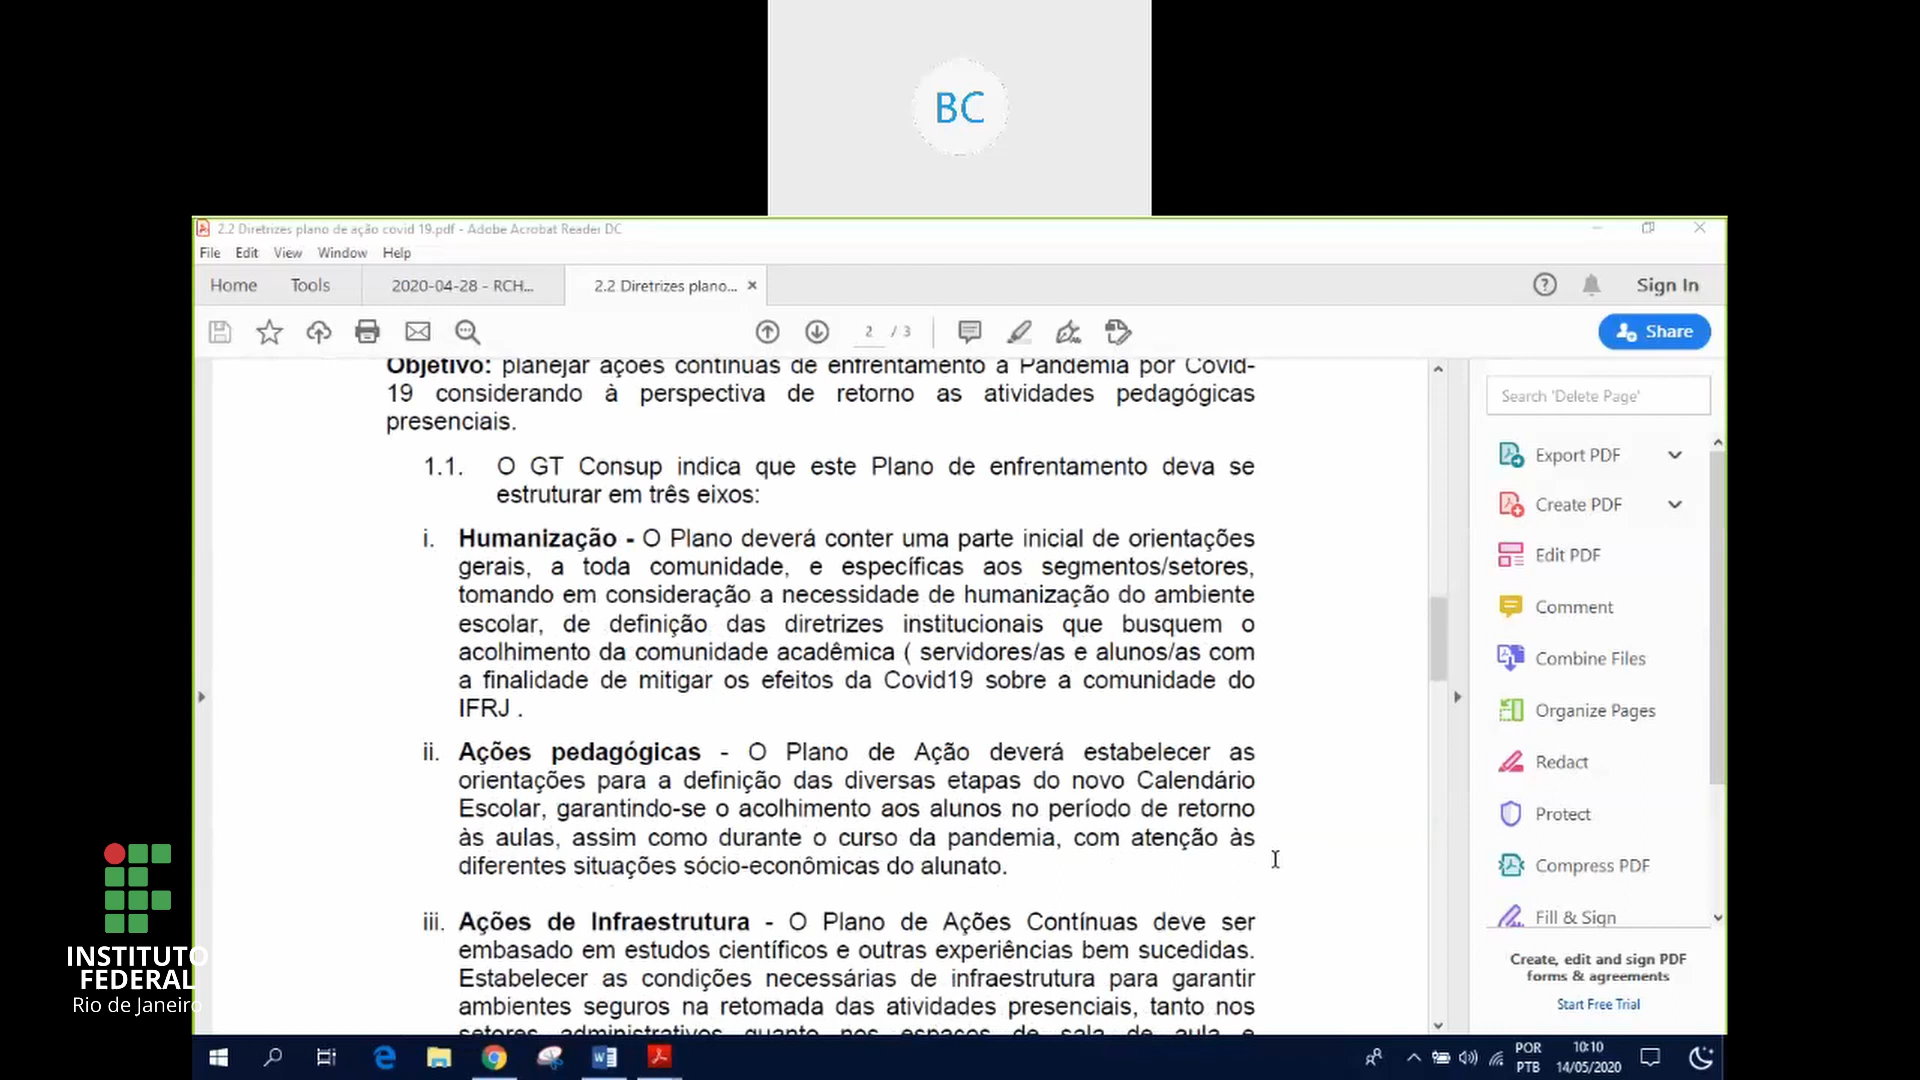 BC
2.2 Diretrizes plano de ação covid 19.pdf - Adobe Acrobat Reader DC
File Edit View Window Help
Home Tools 2020-04-28 - RCH... 2.2 Diretrizes plano... Sign In
2 / 3 Share
Objetivo: planejar ações contínuas de enfrentamento à Pandemia por Covid-
19 considerando à perspectiva de retorno as atividades pedagógicas
presenciais.
1.1. O GT Consup indica que este Plano de enfrentamento deva se
estruturar em três eixos:
i. Humanização - O Plano deverá conter uma parte inicial de orientações
gerais, a toda comunidade, e específicas aos segmentos/setores,
tomando em consideração a necessidade de humanização do ambiente
escolar, de definição das diretrizes institucionais que busquem o
acolhimento da comunidade acadêmica ( servidores/as e alunos/as com
a finalidade de mitigar os efeitos da Covid19 sobre a comunidade do
IFRJ .
ii. Ações pedagógicas - O Plano de Ação deverá estabelecer as
orientações para a definição das diversas etapas do novo Calendário
Escolar, garantindo-se o acolhimento aos alunos no período de retorno
às aulas, assim como durante o curso da pandemia, com atenção às
diferentes situações sócio-econômicas do alunato.
iii. Ações de Infraestrutura - O Plano de Ações Contínuas deve ser
embasado em estudos científicos e outras experiências bem sucedidas.
Estabelecer as condições necessárias de infraestrutura para garantir
ambientes seguros na retomada das atividades presenciais, tanto nos
setores administrativos quanto nos espaços de sala de aula e
Search 'Delete Page'
Export PDF
Create PDF
Edit PDF
Comment
Combine Files
Organize Pages
Redact
Protect
Compress PDF
Fill & Sign
Create, edit and sign PDF
forms & agreements
Start Free Trial
INSTITUTO
FEDERAL
Rio de Janeiro
POR
PTB
10:10
14/05/2020